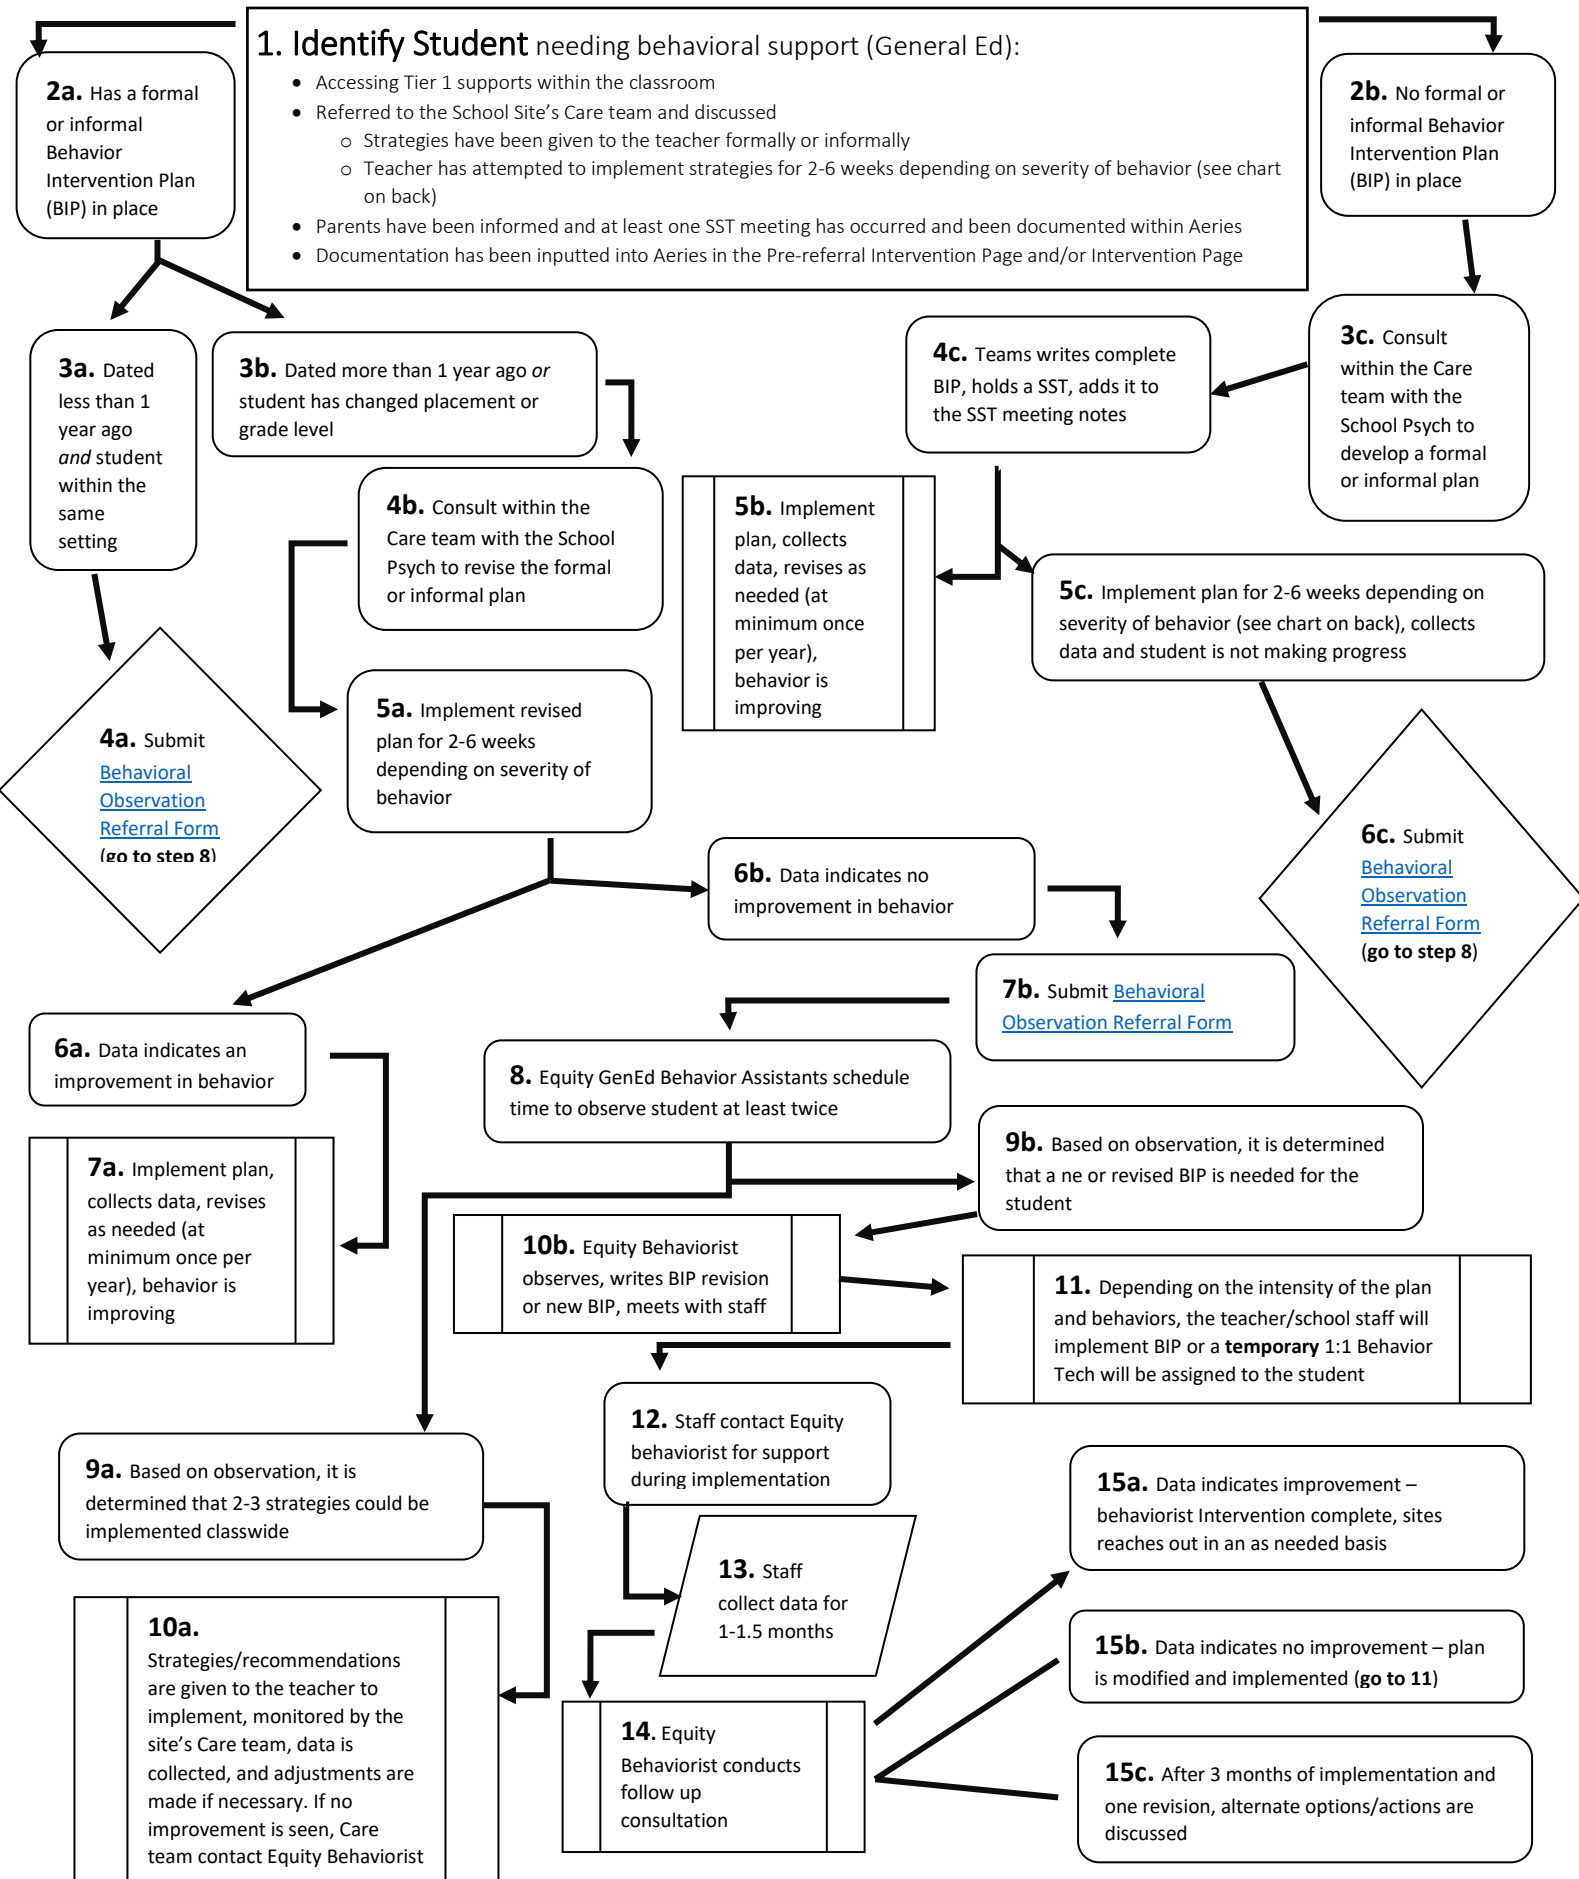 1. Identify Student needing behavioral support (General Ed):
• Accessing Tier 1 supports within the classroom
• Referred to the School Site's Care team and discussed
o Strategies have been given to the teacher formally or informally
o Teacher has attempted to implement strategies for 2-6 weeks depending on severity of behavior (see chart
on back)
• Parents have been informed and at least one SST meeting has occurred and been documented within Aeries
• Documentation has been inputted into Aeries in the Pre-referral Intervention Page and/or Intervention Page
2a. Has a formal
or informal
Behavior
Intervention Plan
(BIP) in place
2b. No formal or
informal Behavior
Intervention Plan
(BIP) in place
3a. Dated
less than 1
year ago
and student
within the
same
setting
3b. Dated more than 1 year ago or
student has changed placement or
grade level
4c. Teams writes complete
BIP, holds a SST, adds it to
the SST meeting notes
3c. Consult
within the Care
team with the
School Psych to
develop a formal
or informal plan
4b. Consult within the
Care team with the School
Psych to revise the formal
or informal plan
5b. Implement
plan, collects
data, revises as
needed (at
minimum once
per year),
behavior is
improving
5c. Implement plan for 2-6 weeks depending on
severity of behavior (see chart on back), collects
data and student is not making progress
4a. Submit
Behavioral
Observation
Referral Form
(go to step 8)
5a. Implement revised
plan for 2-6 weeks
depending on severity of
behavior
6c. Submit
Behavioral
Observation
Referral Form
(go to step 8)
6b. Data indicates no
improvement in behavior
7b. Submit Behavioral
Observation Referral Form
6a. Data indicates an
improvement in behavior
8. Equity GenEd Behavior Assistants schedule
time to observe student at least twice
7a. Implement plan,
collects data, revises
as needed (at
minimum once per
year), behavior is
improving
9b. Based on observation, it is determined
that a ne or revised BIP is needed for the
student
10b. Equity Behaviorist
observes, writes BIP revision
or new BIP, meets with staff
11. Depending on the intensity of the plan
and behaviors, the teacher/school staff will
implement BIP or a temporary 1:1 Behavior
Tech will be assigned to the student
12. Staff contact Equity
behaviorist for support
during implementation
9a. Based on observation, it is
determined that 2-3 strategies could be
implemented classwide
13. Staff
collect data for
1-1.5 months
15a. Data indicates improvement –
behaviorist Intervention complete, sites
reaches out in an as needed basis
10a.
Strategies/recommendations
are given to the teacher to
implement, monitored by the
site's Care team, data is
collected, and adjustments are
made if necessary. If no
improvement is seen, Care
team contact Equity Behaviorist
14. Equity
Behaviorist conducts
follow up
consultation
15b. Data indicates no improvement – plan
is modified and implemented (go to 11)
15c. After 3 months of implementation and
one revision, alternate options/actions are
discussed